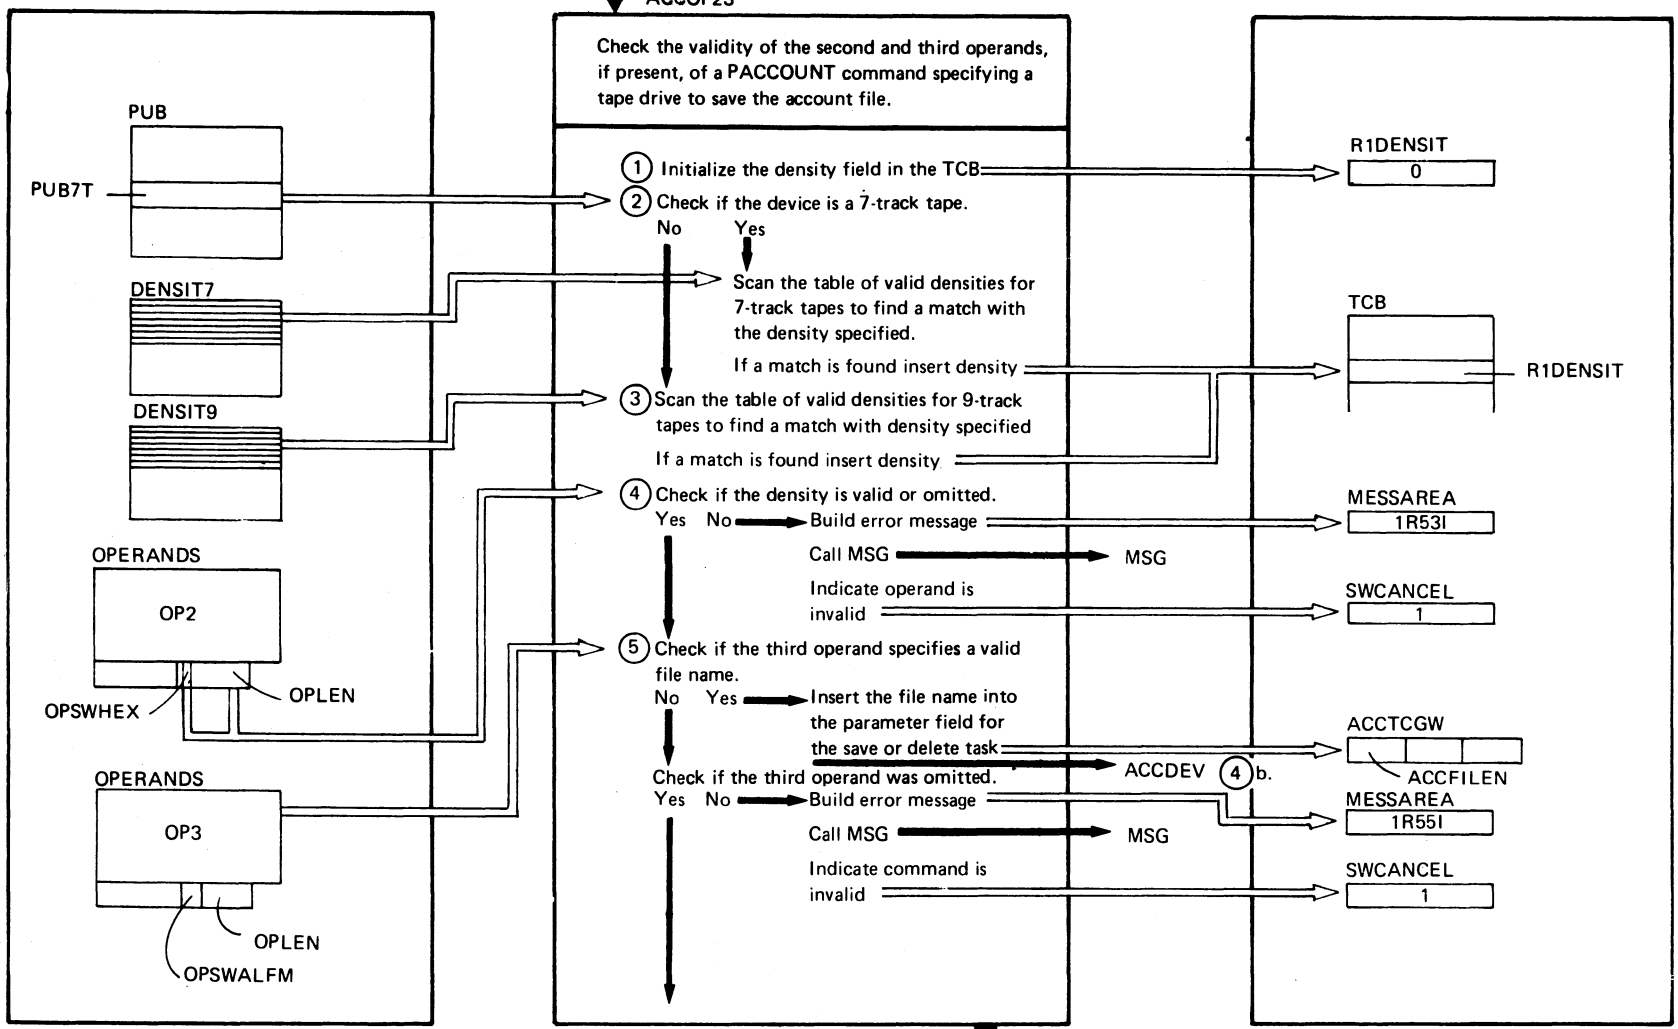 ACCOP23
Check the validity of the second and third operands,
if present, of a PACCOUNT command specifying a
tape drive to save the account file.
PUB
PUB7T
DENSIT7
DENSIT9
OPERANDS
OP2
OPLEN
OPSWHEX
OPERANDS
OP3
OPLEN
OPSWALFM
1 Initialize the density field in the TCB
2 Check if the device is a 7-track tape.
No Yes
Scan the table of valid densities for
7-track tapes to find a match with
the density specified.
If a match is found insert density
3 Scan the table of valid densities for 9-track
tapes to find a match with density specified
If a match is found insert density
4 Check if the density is valid or omitted.
Yes No Build error message
Call MSG MSG
Indicate operand is
invalid
5 Check if the third operand specifies a valid
file name.
No Yes Insert the file name into
the parameter field for
the save or delete task
ACCDEV 4 b.
Check if the third operand was omitted.
Yes No Build error message
Call MSG MSG
Indicate command is
invalid
R1DENSIT
0
TCB
R1DENSIT
MESSAREA
1R53I
SWCANCEL
1
ACCTCGW
ACCFILEN
MESSAREA
1R55I
SWCANCEL
1